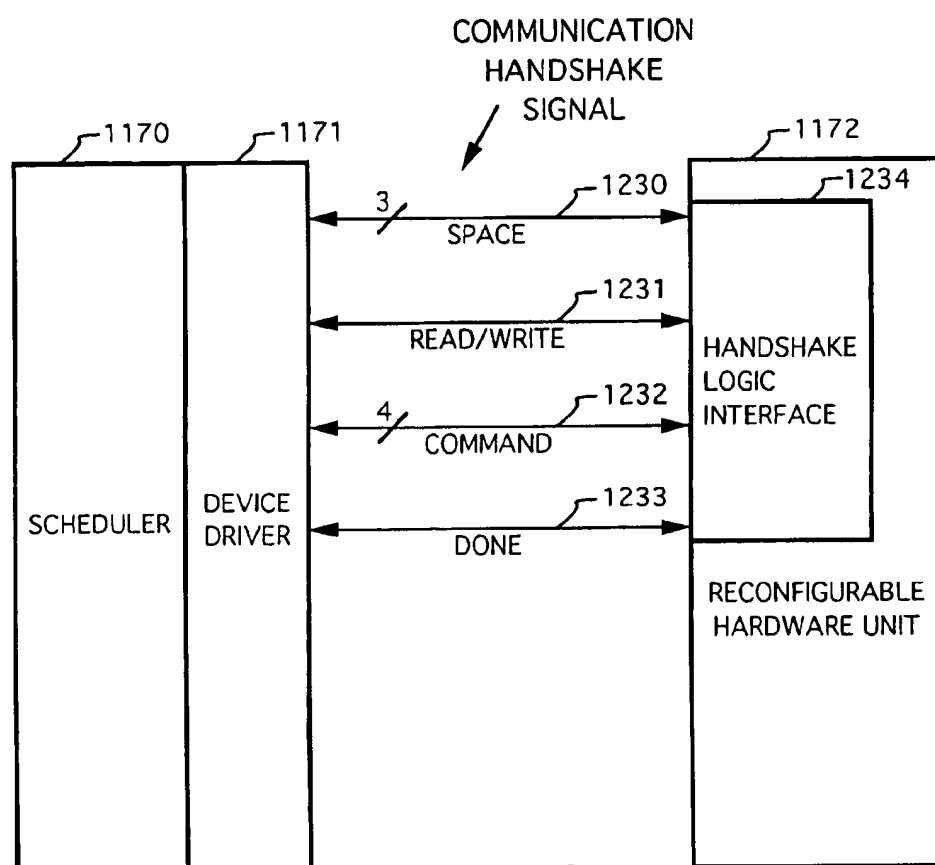 COMMUNICATION
HANDSHAKE
SIGNAL
1170
1171
1172
1234
3
1230
SPACE
1231
READ/WRITE
4
1232
COMMAND
1233
DONE
SCHEDULER
DEVICE
DRIVER
HANDSHAKE
LOGIC
INTERFACE
RECONFIGURABLE
HARDWARE UNIT